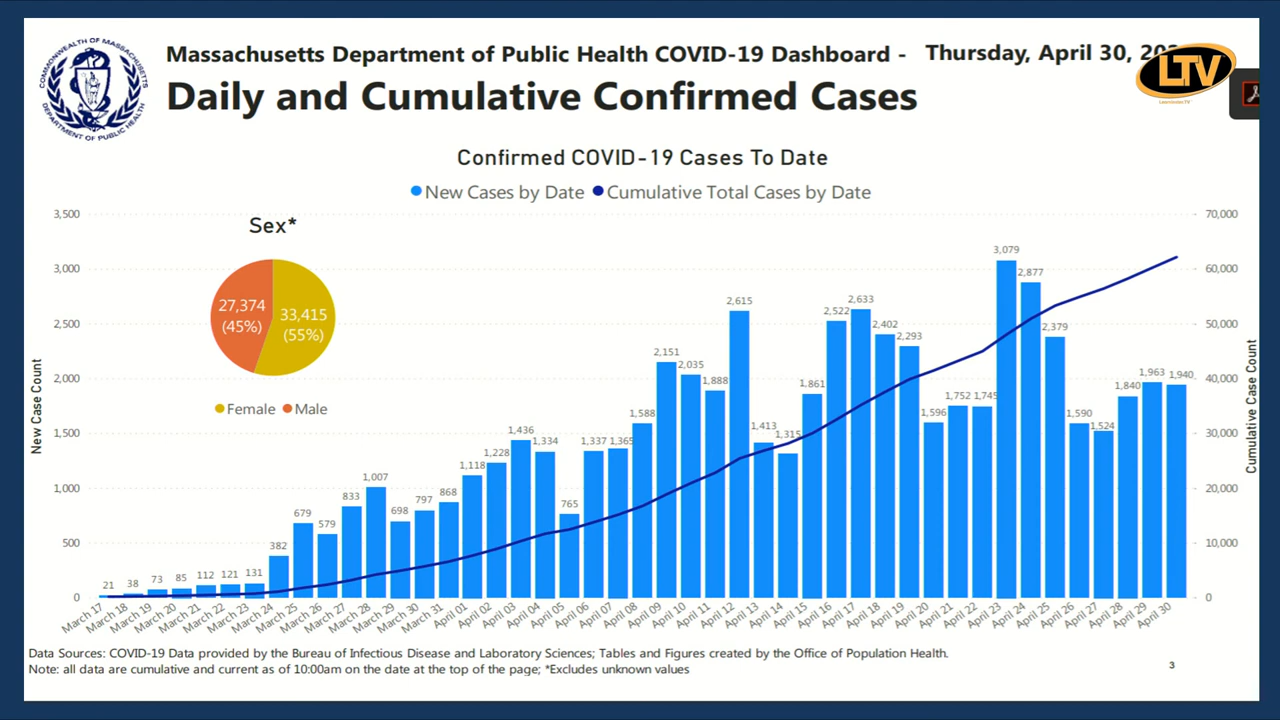 Massachusetts Department of Public Health COVID-19 Dashboard - Thursday, April 30,
LTV
COMMONWEALTH OF MASSACHUSETTS
DEPARTMENT OF PUBLIC HEALTH
Daily and Cumulative Confirmed Cases
Confirmed COVID-19 Cases To Date
New Cases by Date Cumulative Total Cases by Date
Sex*
27,374
(45%)
33,415
(55%)
Female Male
New Case Count
3,500
3,000
2,500
2,000
1,500
1,000
500
0
21 38 73 85 112 121 131 382 679 579 833 1,007 698 797 868 1,118 1,228 1,436 1,334 765 1,337 1,365 1,588 2,151 2,035 1,888 2,615 1,413 1,315 1,861 2,522 2,633 2,402 2,293 1,596 1,752 1,745 3,079 2,877 2,379 1,590 1,524 1,840 1,963 1,940
70,000
60,000
50,000
40,000
30,000
20,000
10,000
0
Cumulative Case Count
March 17 March 18 March 19 March 20 March 21 March 22 March 23 March 24 March 25 March 26 March 27 March 28 March 29 March 30 March 31 April 01 April 02 April 03 April 04 April 05 April 06 April 07 April 08 April 09 April 10 April 11 April 12 April 13 April 14 April 15 April 16 April 17 April 18 April 19 April 20 April 21 April 22 April 23 April 24 April 25 April 26 April 27 April 28 April 29 April 30
Data Sources: COVID-19 Data provided by the Bureau of Infectious Disease and Laboratory Sciences; Tables and Figures created by the Office of Population Health.
Note: all data are cumulative and current as of 10:00am on the date at the top of the page; *Excludes unknown values
3